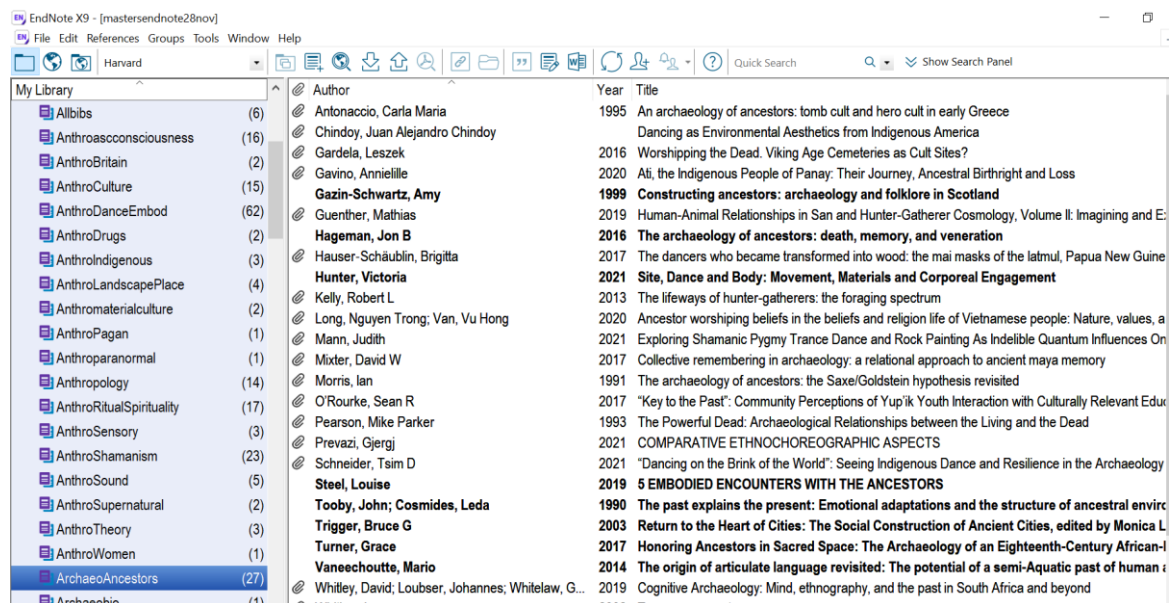 EndNote X9 - [mastersendnote28nov]
File Edit References Groups Tools Window Help
Harvard Quick Search Show Search Panel
My Library Author Year Title
Allbibs (6)
Anthroascconsciousness (16)
AnthroBritain (2)
AnthroCulture (15)
AnthroDanceEmbod (62)
AnthroDrugs (2)
AnthroIndigenous (3)
AnthroLandscapePlace (4)
Anthromaterialculture (2)
AnthroPagan (1)
Anthroparanormal (1)
Anthropology (14)
AnthroRitualSpirituality (17)
AnthroSensory (3)
AnthroShamanism (23)
AnthroSound (5)
AnthroSupernatural (2)
AnthroTheory (3)
AnthroWomen (1)
ArchaeoAncestors (27)
Archaeobio (1)
Antonaccio, Carla Maria 1995 An archaeology of ancestors: tomb cult and hero cult in early Greece
Chindoy, Juan Alejandro Chindoy Dancing as Environmental Aesthetics from Indigenous America
Gardela, Leszek 2016 Worshipping the Dead. Viking Age Cemeteries as Cult Sites?
Gavino, Annielille 2020 Ati, the Indigenous People of Panay: Their Journey, Ancestral Birthright and Loss
Gazin-Schwartz, Amy 1999 Constructing ancestors: archaeology and folklore in Scotland
Guenther, Mathias 2019 Human-Animal Relationships in San and Hunter-Gatherer Cosmology, Volume II: Imagining and E
Hageman, Jon B 2016 The archaeology of ancestors: death, memory, and veneration
Hauser-Schäublin, Brigitta 2017 The dancers who became transformed into wood: the mai masks of the Iatmul, Papua New Guine
Hunter, Victoria 2021 Site, Dance and Body: Movement, Materials and Corporeal Engagement
Kelly, Robert L 2013 The lifeways of hunter-gatherers: the foraging spectrum
Long, Nguyen Trong; Van, Vu Hong 2020 Ancestor worshiping beliefs in the beliefs and religion life of Vietnamese people: Nature, values, a
Mann, Judith 2021 Exploring Shamanic Pygmy Trance Dance and Rock Painting As Indelible Quantum Influences On
Mixter, David W 2017 Collective remembering in archaeology: a relational approach to ancient maya memory
Morris, Ian 1991 The archaeology of ancestors: the Saxe/Goldstein hypothesis revisited
O'Rourke, Sean R 2017 “Key to the Past”: Community Perceptions of Yup'ik Youth Interaction with Culturally Relevant Educ
Pearson, Mike Parker 1993 The Powerful Dead: Archaeological Relationships between the Living and the Dead
Prevazi, Gjergj 2021 COMPARATIVE ETHNOCHOREOGRAPHIC ASPECTS
Schneider, Tsim D 2021 “Dancing on the Brink of the World”: Seeing Indigenous Dance and Resilience in the Archaeology
Steel, Louise 2019 5 EMBODIED ENCOUNTERS WITH THE ANCESTORS
Tooby, John; Cosmides, Leda 1990 The past explains the present: Emotional adaptations and the structure of ancestral enviro
Trigger, Bruce G 2003 Return to the Heart of Cities: The Social Construction of Ancient Cities, edited by Monica L
Turner, Grace 2017 Honoring Ancestors in Sacred Space: The Archaeology of an Eighteenth-Century African-
Vaneechoutte, Mario 2014 The origin of articulate language revisited: The potential of a semi-Aquatic past of human
Whitley, David; Loubser, Johannes; Whitelaw, G... 2019 Cognitive Archaeology: Mind, ethnography, and the past in South Africa and beyond